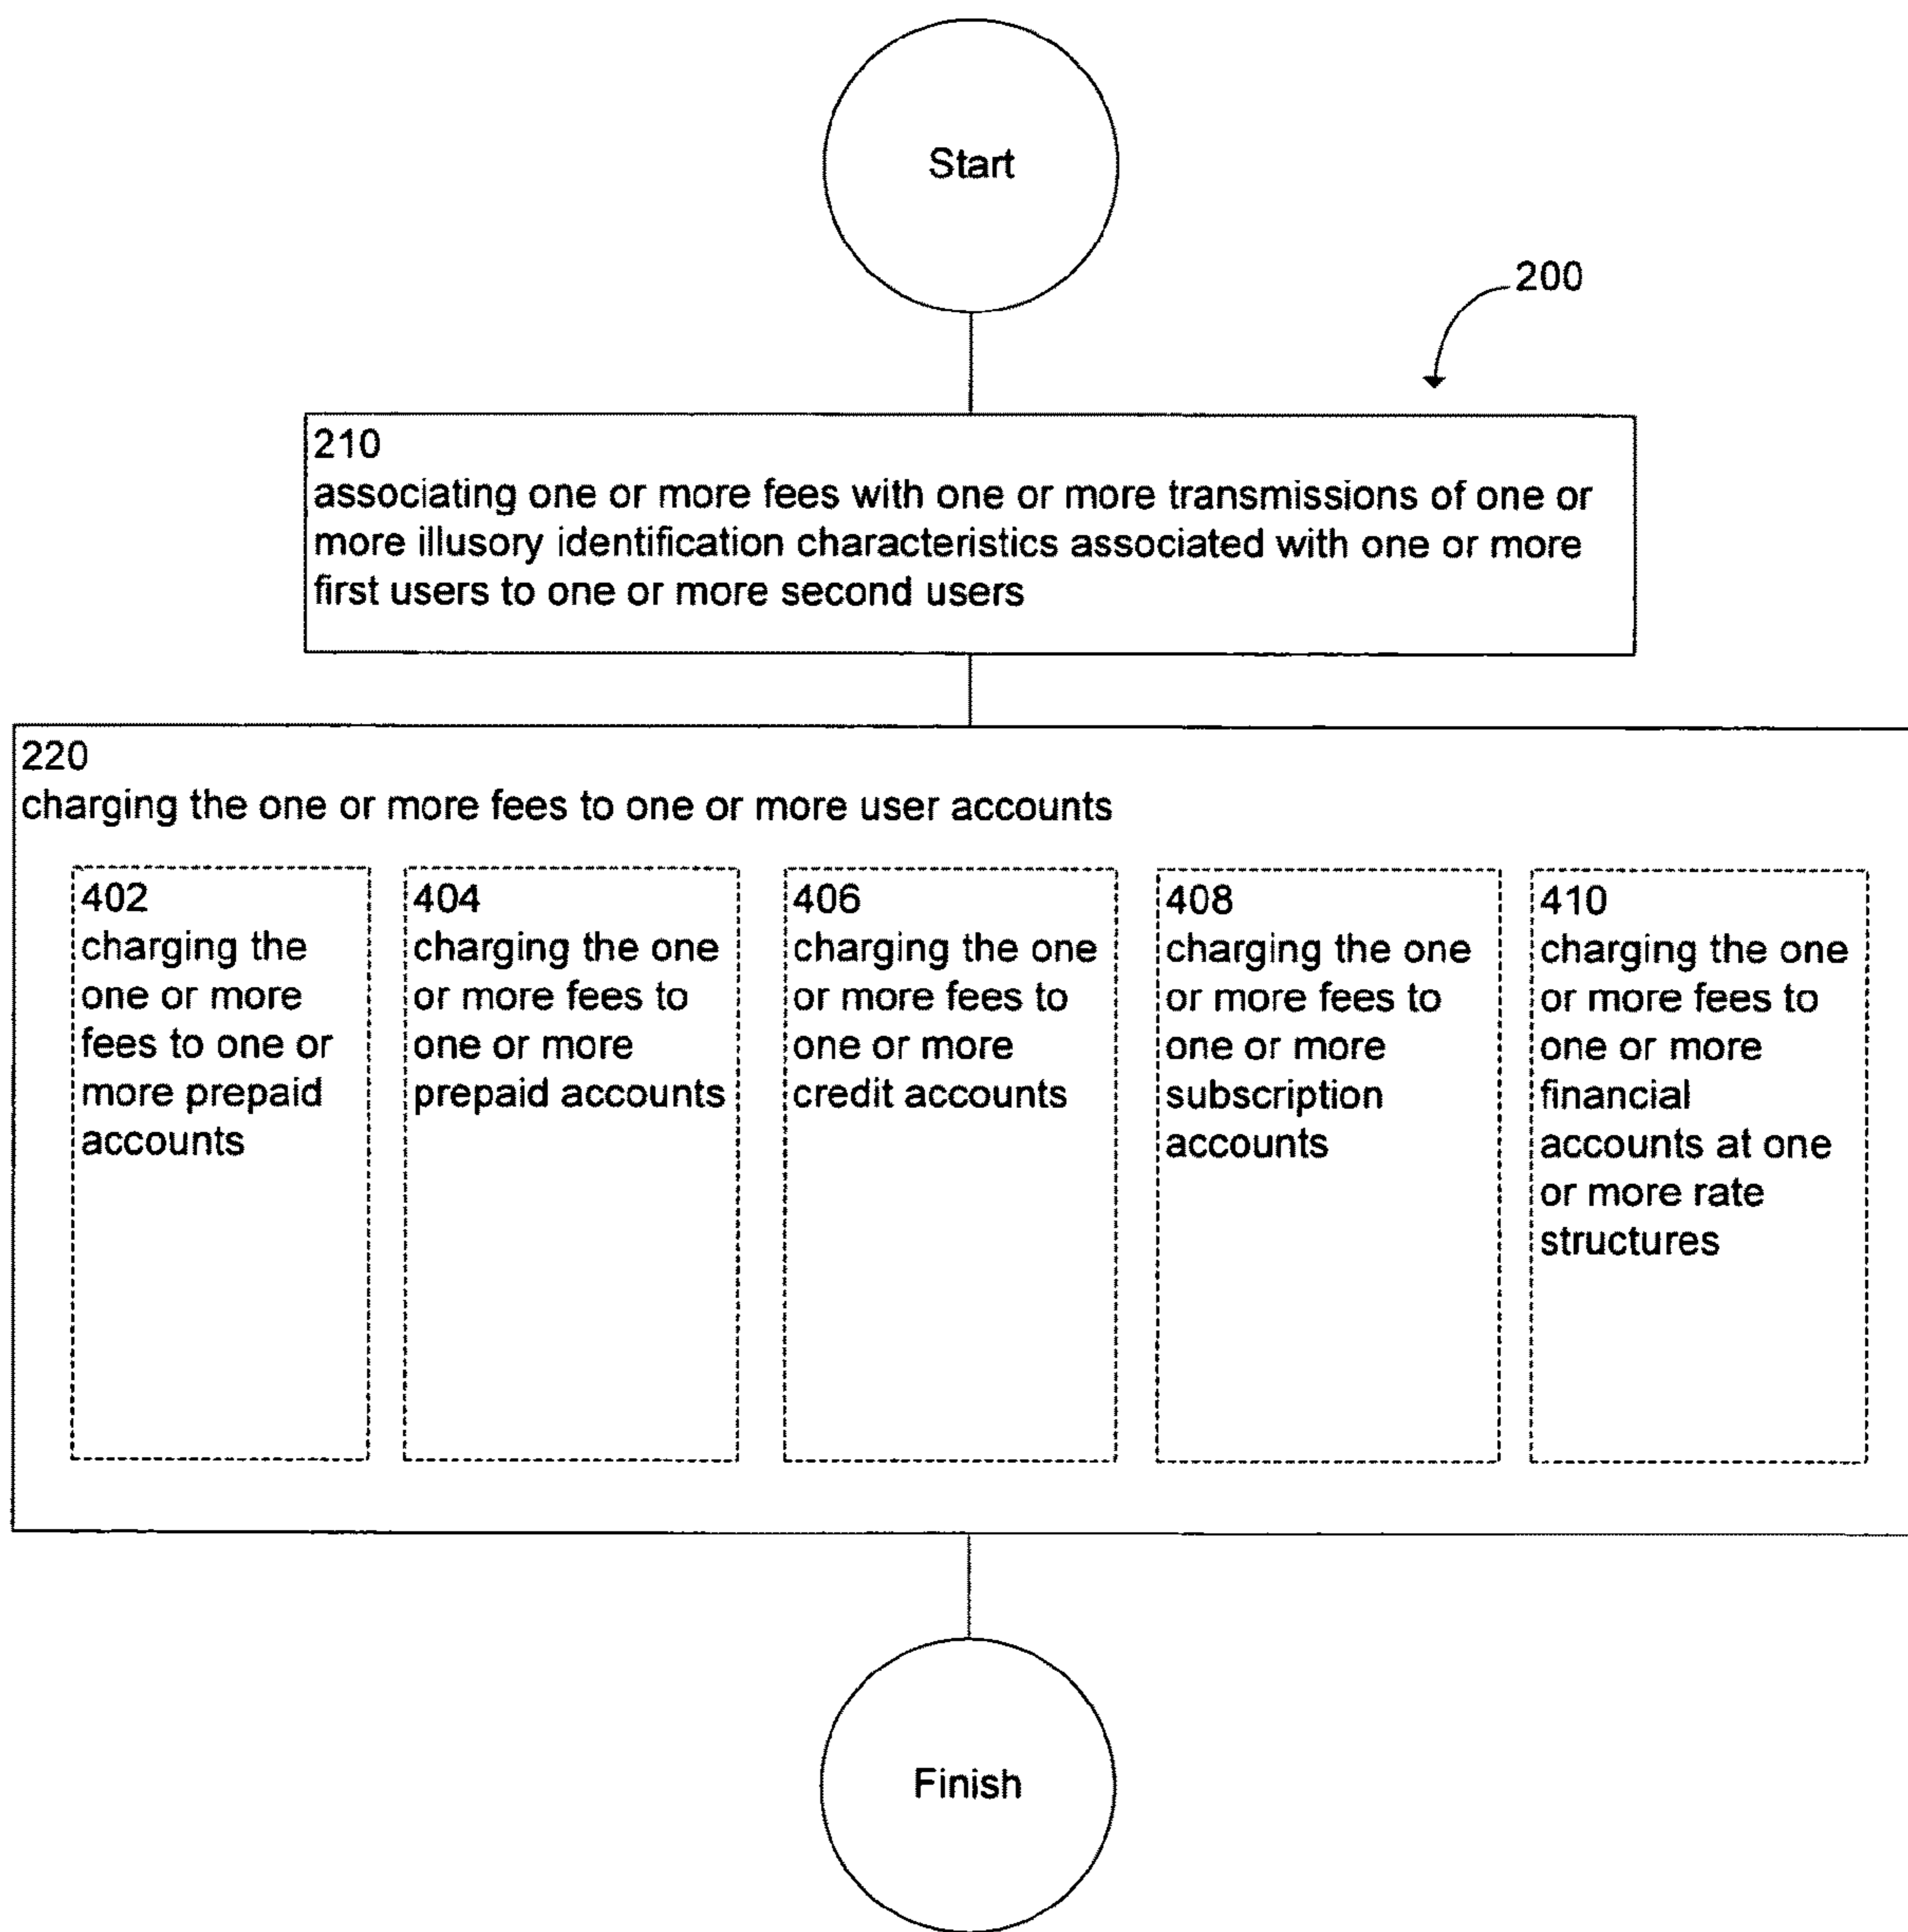 Start
200
210
associating one or more fees with one or more transmissions of one or
more illusory identification characteristics associated with one or more
first users to one or more second users
220
charging the one or more fees to one or more user accounts
402
charging the
one or more
fees to one or
more prepaid
accounts
404
charging the one
or more fees to
one or more
prepaid accounts
406
charging the one
or more fees to
one or more
credit accounts
408
charging the one
or more fees to
one or more
subscription
accounts
410
charging the one
or more fees to
one or more
financial
accounts at one
or more rate
structures
Finish